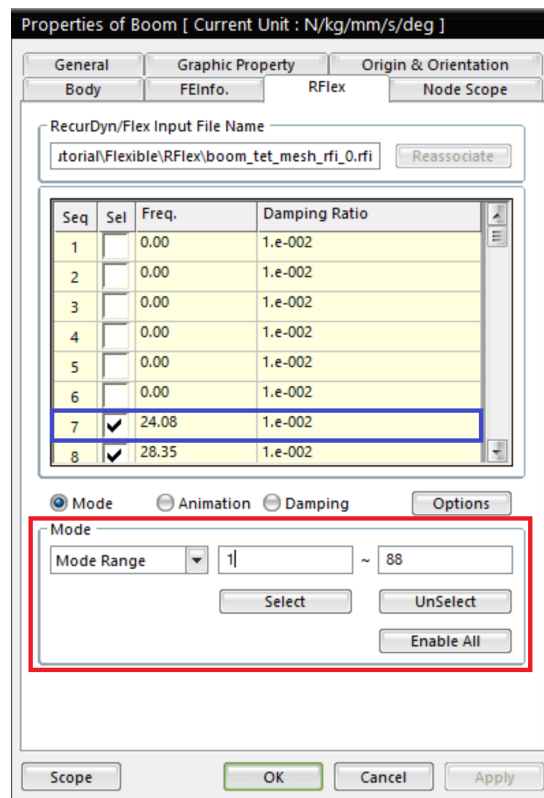 Properties of Boom [ Current Unit : N/kg/mm/s/deg ]
General Graphic Property Origin & Orientation
Body FEInfo. RFlex Node Scope
RecurDyn/Flex Input File Name
ıtorial\Flexible\RFlex\boom_tet_mesh_rfi_0.rfi Reassociate
Seq Sel Freq. Damping Ratio
1 0.00 1.e-002
2 0.00 1.e-002
3 0.00 1.e-002
4 0.00 1.e-002
5 0.00 1.e-002
6 0.00 1.e-002
7 24.08 1.e-002
8 28.35 1.e-002
Mode Animation Damping Options
Mode
Mode Range 1 ~ 88
Select UnSelect
Enable All
Scope OK Cancel Apply